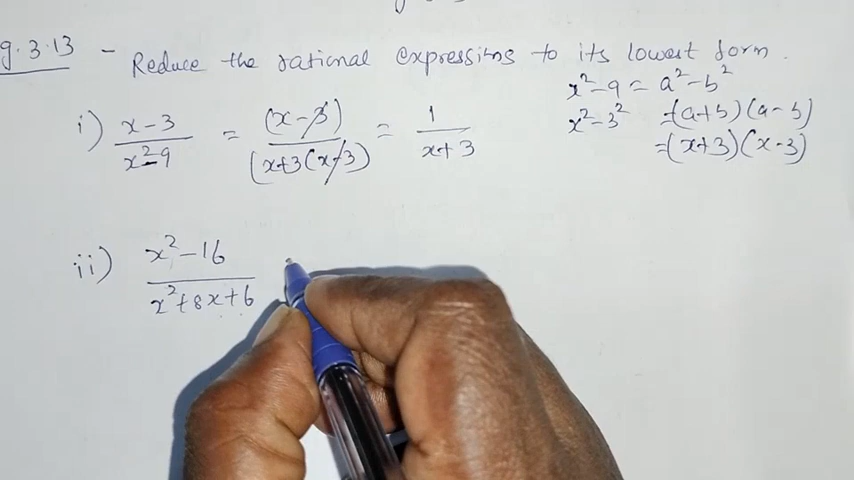 g.3.13 - Reduce the rational expressions to its lowest form.
i) x-3 / x²-9 = (x-3) / (x+3(x-3) = 1 / x+3
x²-9 = a²-b²
x²-3² =(a+b)(a-b)
=(x+3)(x-3)
ii) x²-16 / x²+8x+6